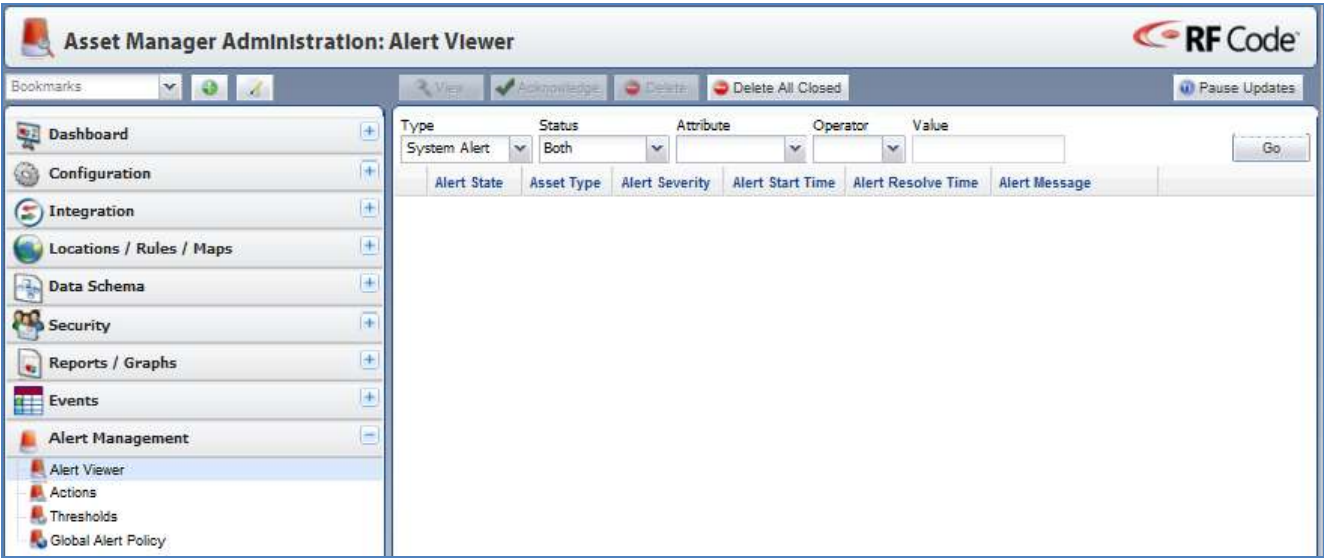 Asset Manager Administration: Alert Viewer
RF Code
Bookmarks
View Acknowledge Delete Delete All Closed Pause Updates
Dashboard
Configuration
Integration
Locations / Rules / Maps
Data Schema
Security
Reports / Graphs
Events
Alert Management
Alert Viewer
Actions
Thresholds
Global Alert Policy
Type Status Attribute Operator Value
System Alert Both Go
Alert State Asset Type Alert Severity Alert Start Time Alert Resolve Time Alert Message